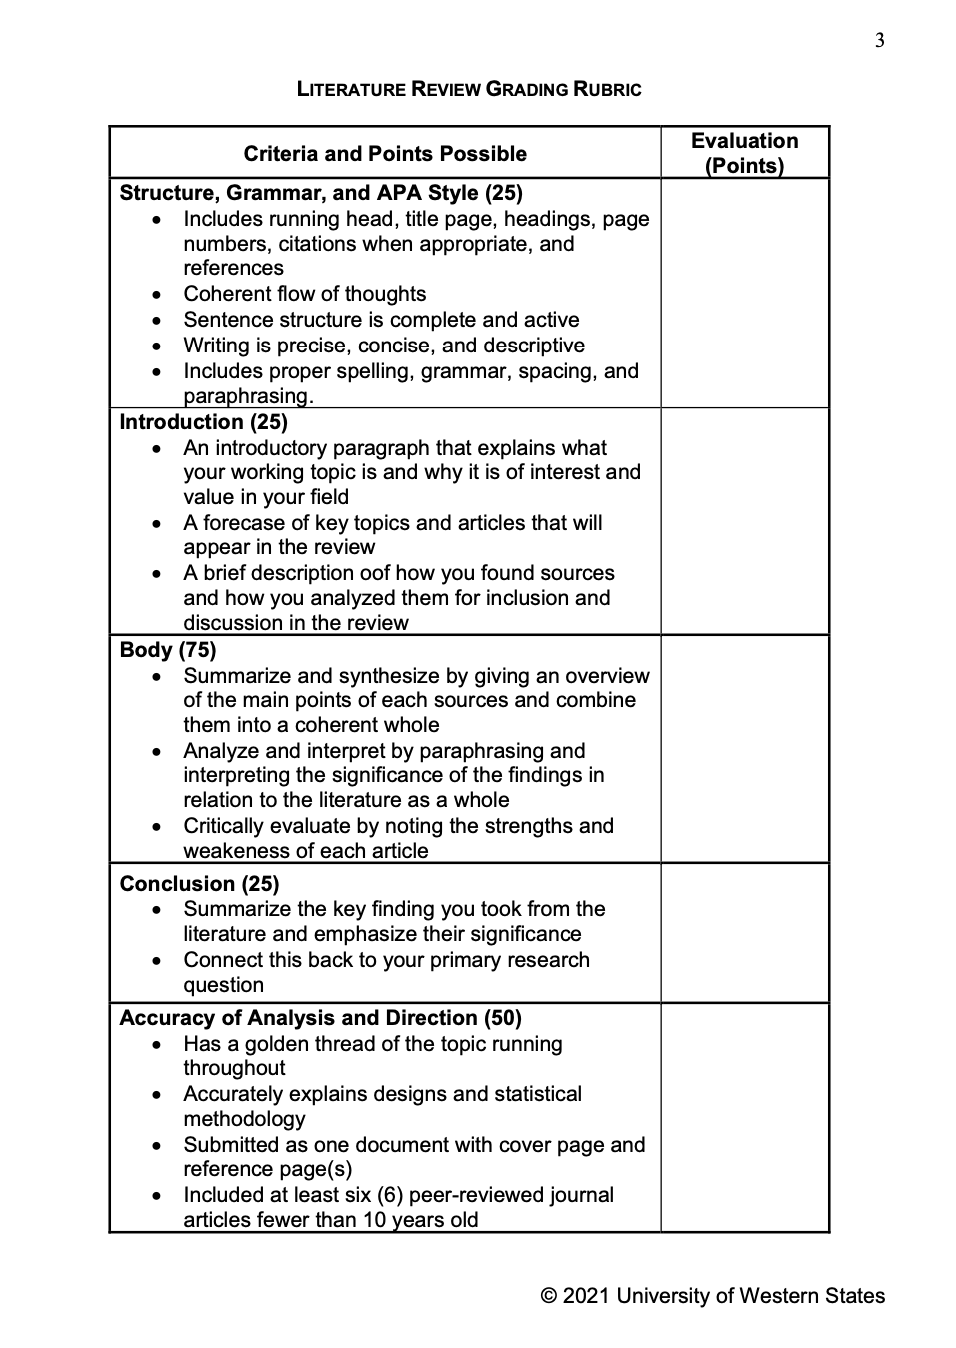 3
LITERATURE REVIEW GRADING RUBRIC
Criteria and Points Possible
Evaluation
(Points)
Structure, Grammar, and APA Style (25)
• Includes running head, title page, headings, page
numbers, citations when appropriate, and
references
• Coherent flow of thoughts
• Sentence structure is complete and active
• Writing is precise, concise, and descriptive
• Includes proper spelling, grammar, spacing, and
paraphrasing.
Introduction (25)
• An introductory paragraph that explains what
your working topic is and why it is of interest and
value in your field
• A forecase of key topics and articles that will
appear in the review
• A brief description oof how you found sources
and how you analyzed them for inclusion and
discussion in the review
Body (75)
• Summarize and synthesize by giving an overview
of the main points of each sources and combine
them into a coherent whole
• Analyze and interpret by paraphrasing and
interpreting the significance of the findings in
relation to the literature as a whole
• Critically evaluate by noting the strengths and
weakeness of each article
Conclusion (25)
• Summarize the key finding you took from the
literature and emphasize their significance
• Connect this back to your primary research
question
Accuracy of Analysis and Direction (50)
• Has a golden thread of the topic running
throughout
• Accurately explains designs and statistical
methodology
• Submitted as one document with cover page and
reference page(s)
• Included at least six (6) peer-reviewed journal
articles fewer than 10 years old
© 2021 University of Western States